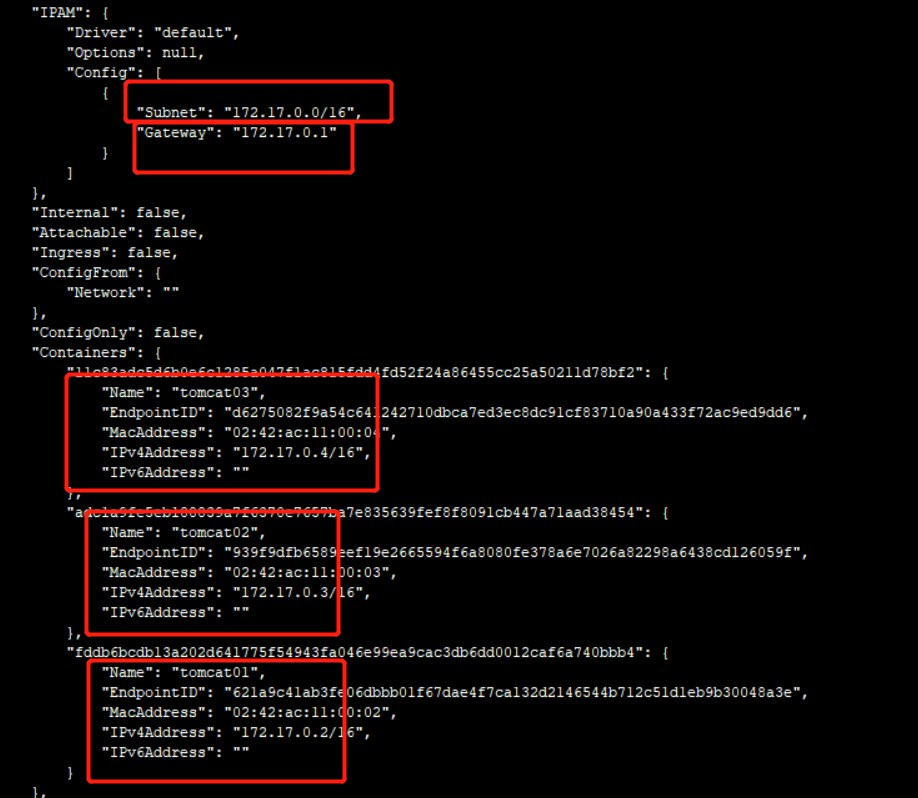 "IPAM": {
"Driver": "default",
"Options": null,
"Config": [
{
"Subnet": "172.17.0.0/16",
"Gateway": "172.17.0.1"
}
]
},
"Internal": false,
"Attachable": false,
"Ingress": false,
"ConfigFrom": {
"Network": ""
},
"ConfigOnly": false,
"Containers": {
: {
"Name": "tomcat03",
"EndpointID": "d6275082f9a54c641242710dbca7ed3ec8dc91cf83710a90a433f72ac9ed9dd6",
"MacAddress": "02:42:ac:11:00:04",
"IPv4Address": "172.17.0.4/16",
"IPv6Address": ""
},
: {
"Name": "tomcat02",
"EndpointID": "939f9dfb6589eef19e2665594f6a8080fe378a6e7026a82298a6438cd126059f",
"MacAddress": "02:42:ac:11:00:03",
"IPv4Address": "172.17.0.3/16",
"IPv6Address": ""
},
"fddb6bcdb13a202d641775f54943fa046e99ea9cac3db6dd0012caf6a740bbb4": {
"Name": "tomcat01",
"EndpointID": "621a9c41ab3fe06dbbb01f67dae4f7ca132d2146544b712c51d1eb9b30048a3e",
"MacAddress": "02:42:ac:11:00:02",
"IPv4Address": "172.17.0.2/16",
"IPv6Address": ""
}
},